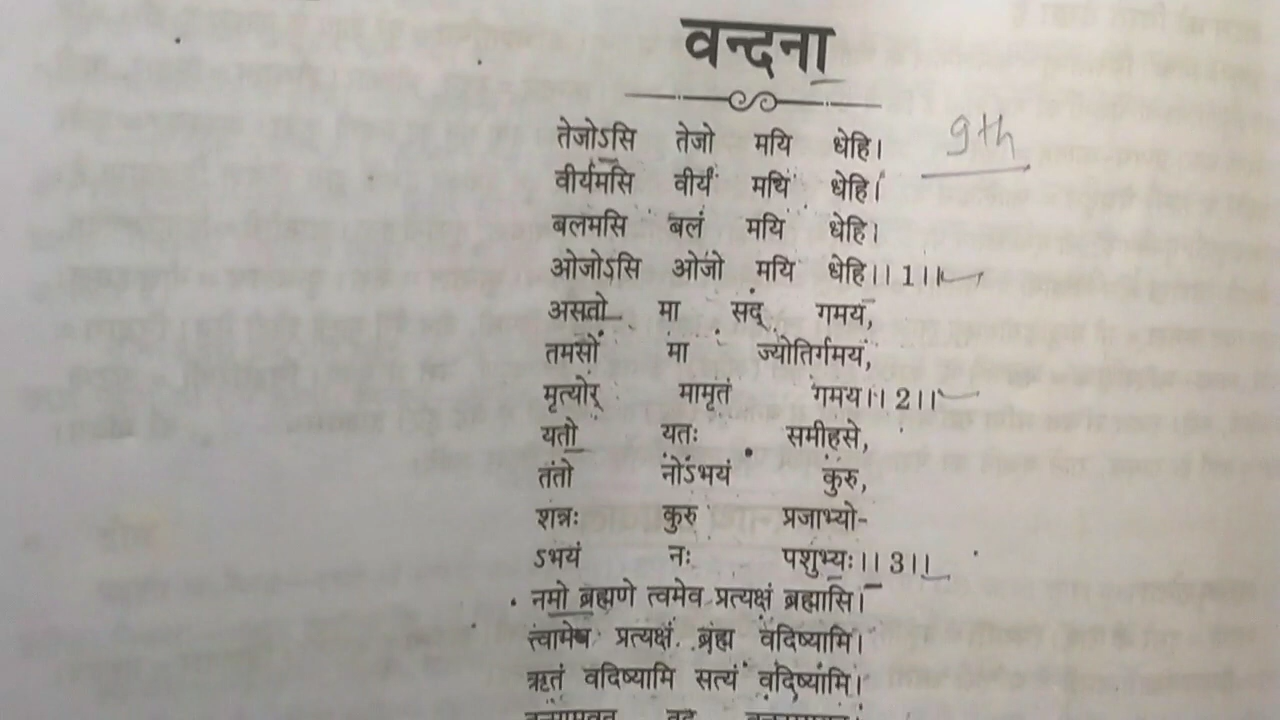 वन्दना
9th
तेजोऽसि तेजो मयि धेहि।
वीर्यमसि वीर्यं मयि धेहि।
बलमसि बलं मयि धेहि।
ओजोऽसि ओजो मयि धेहि।। 1।।
असतो मा सद् गमय,
तमसो मा ज्योतिर्गमय,
मृत्योर् मामृतं गमय।। 2।।
यतो यतः समीहसे,
ततो नोऽभयं कुरु,
शन्नः कुरु प्रजाभ्यो-
ऽभयं नः पशुभ्यः।। 3।।
नमो ब्रह्मणे त्वमेव प्रत्यक्षं ब्रह्मासि।
त्वामेव प्रत्यक्षं ब्रह्म वदिष्यामि।
ऋतं वदिष्यामि सत्यं वदिष्यामि।